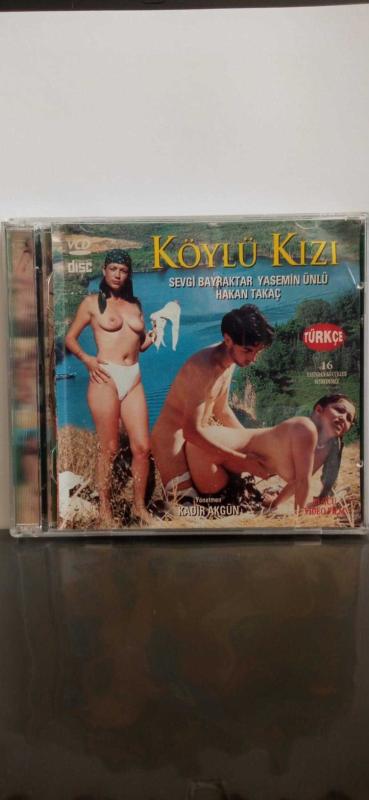 VCD
disc
KÖYLÜ KIZI
SEVGİ BAYRAKTAR YASEMİN ÜNLÜ
HAKAN TAKAÇ
TÜRKÇE
16
Yönetmen
KADİR AKGÜN